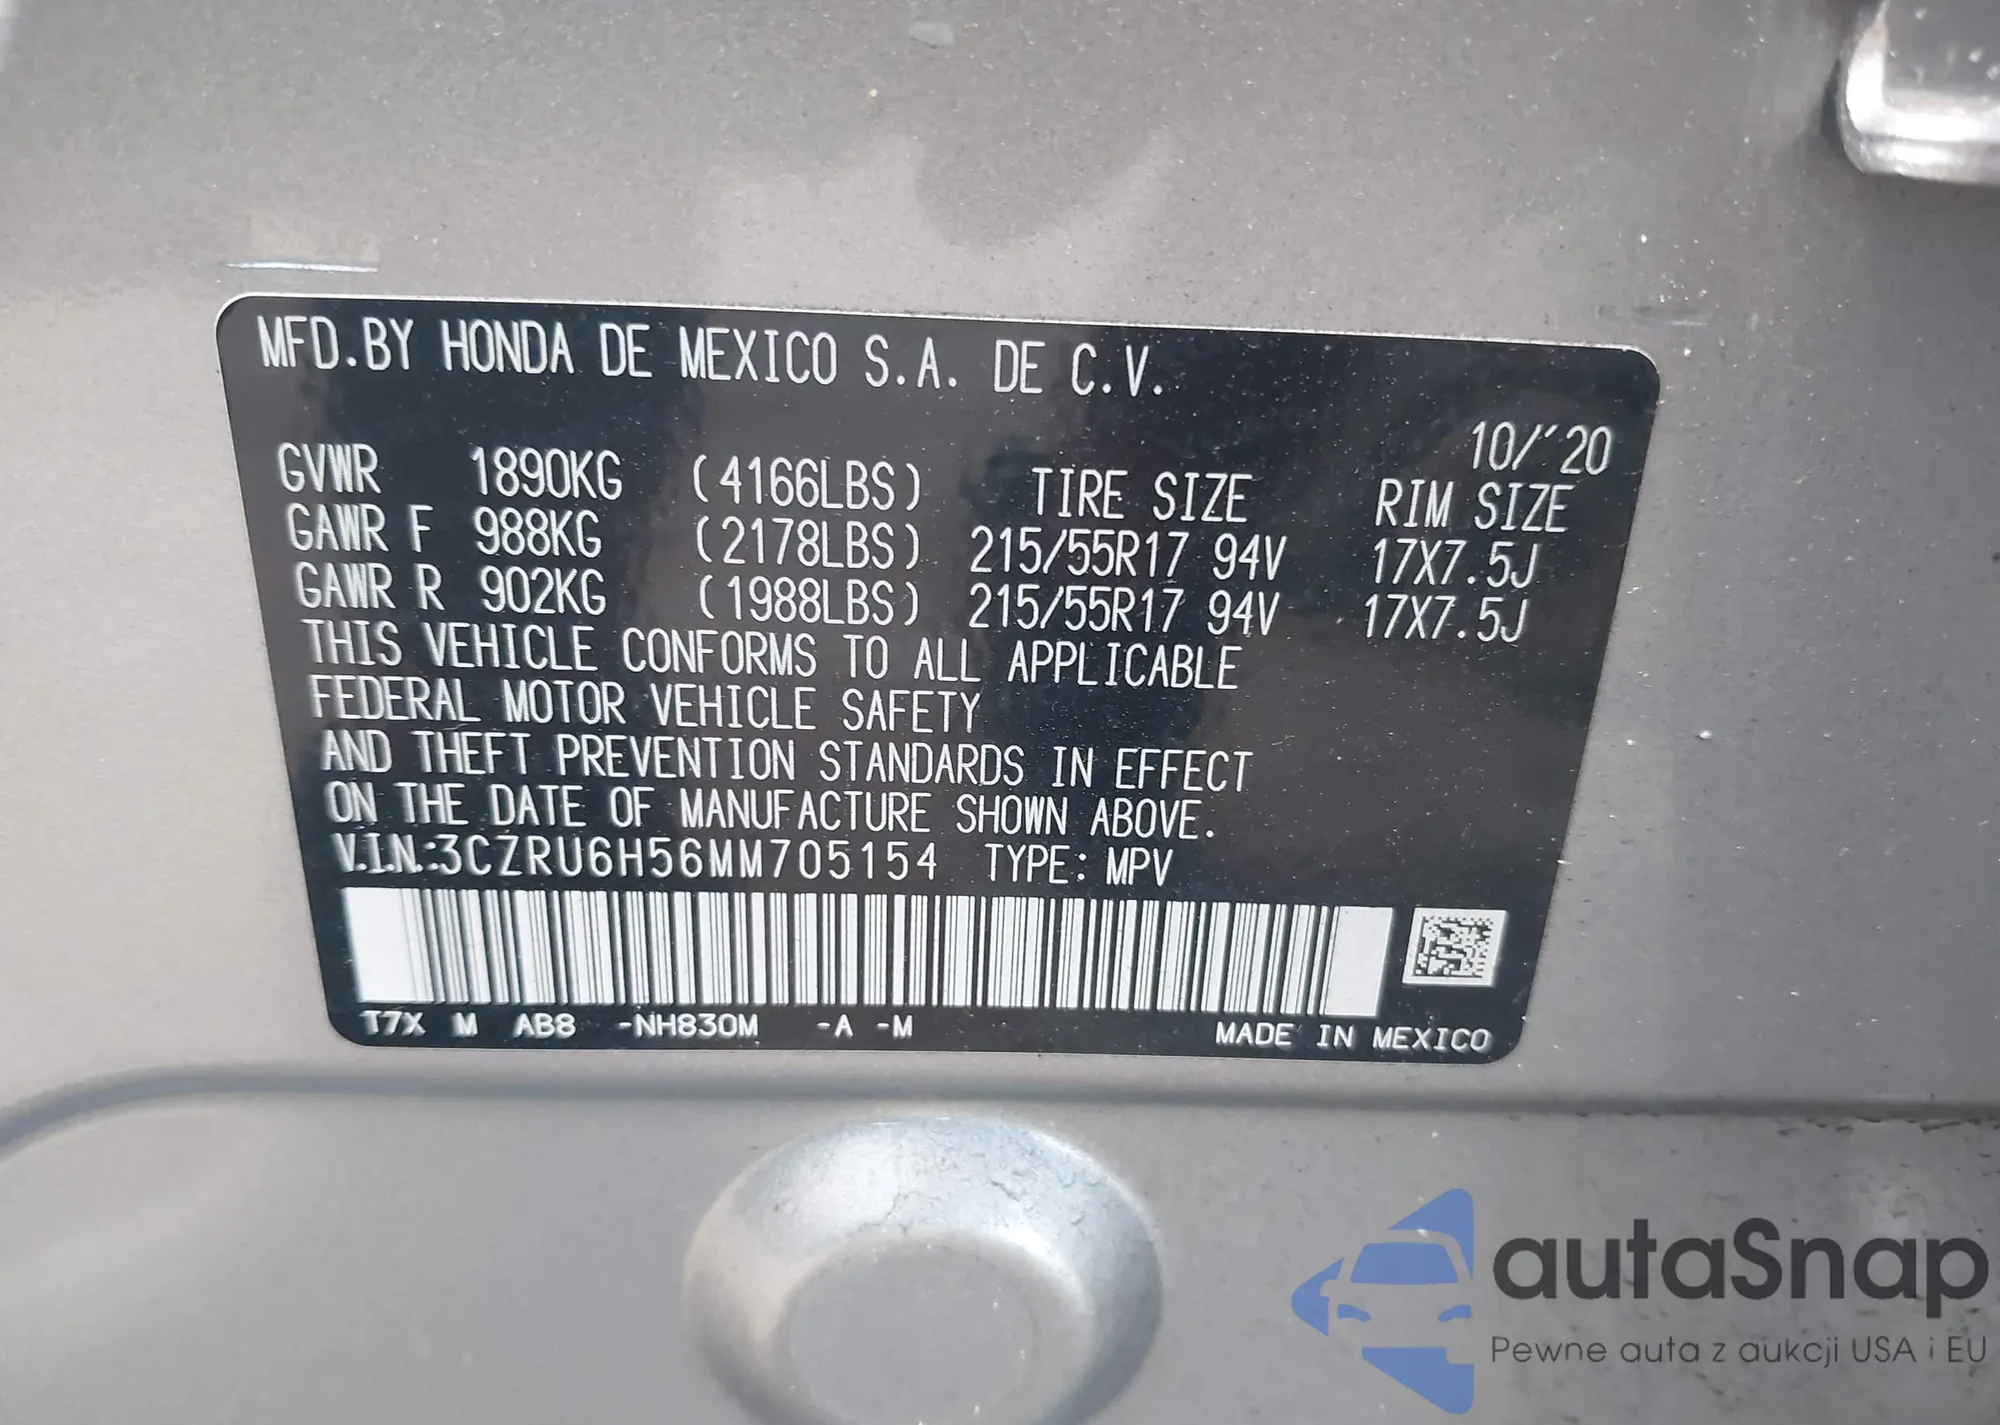 MFD.BY HONDA DE MEXICO S.A. DE C.V.
10/'20
GVWR 1890KG (4166LBS) TIRE SIZE RIM SIZE
GAWR F 988KG (2178LBS) 215/55R17 94V 17X7.5J
GAWR R 902KG (1988LBS) 215/55R17 94V 17X7.5J
THIS VEHICLE CONFORMS TO ALL APPLICABLE
FEDERAL MOTOR VEHICLE SAFETY
AND THEFT PREVENTION STANDARDS IN EFFECT
ON THE DATE OF MANUFACTURE SHOWN ABOVE.
V.I.N.:3CZRU6H56MM705154 TYPE: MPV
T7X M AB8 -NH830M -A -M MADE IN MEXICO
autaSnap
Pewne auta z aukcji USA i EU